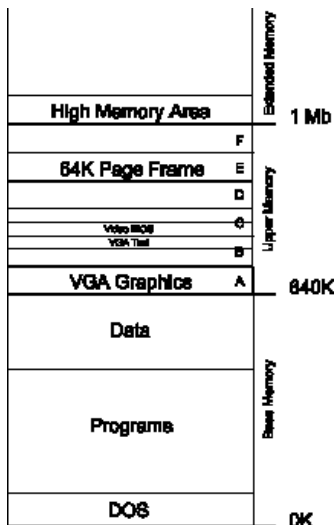 Extended Memory
High Memory Area
1 Mb
F
64K Page Frame
E
D
Upper Memory
C
Video BIOS
VGA Text
B
VGA Graphics
A
640K
Data
Base Memory
Programs
DOS
0K